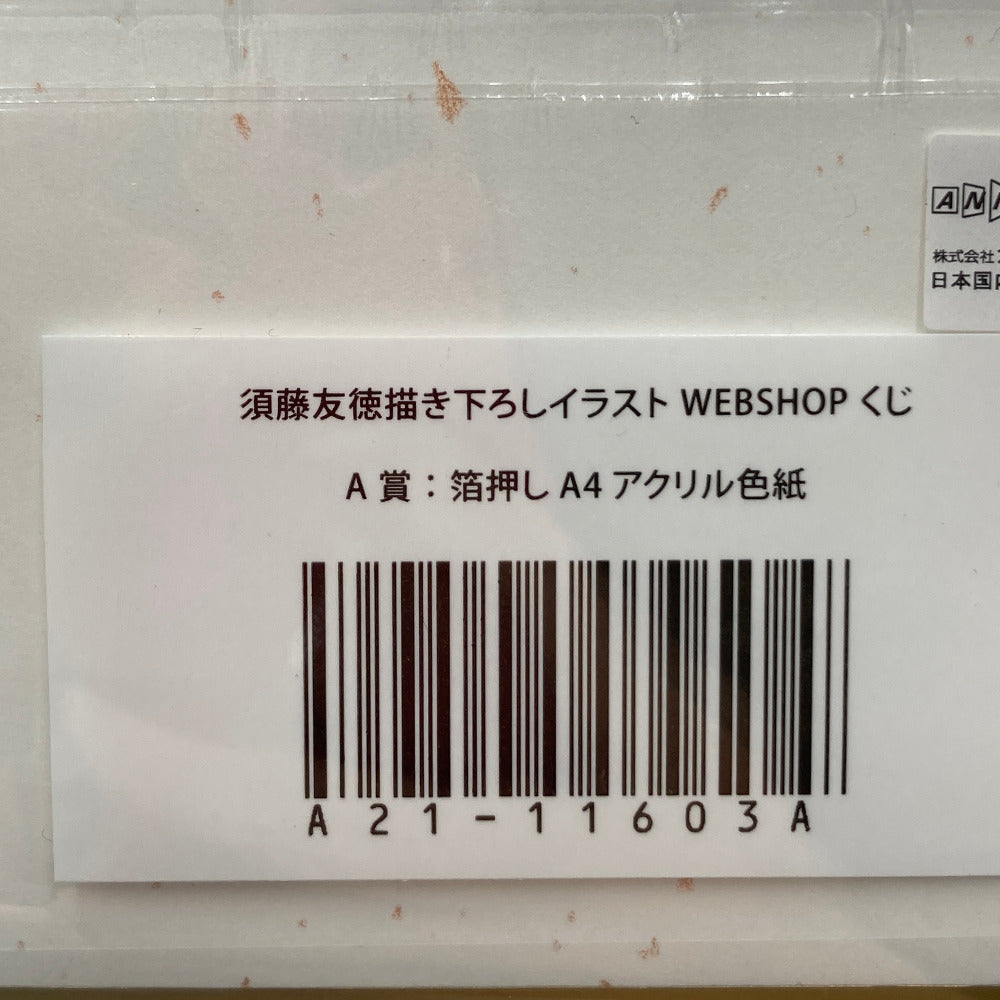 株式会社
日本国内
須藤友徳描き下ろしイラスト WEBSHOP くじ
A 賞：箔押し A4 アクリル色紙
A21-11603A